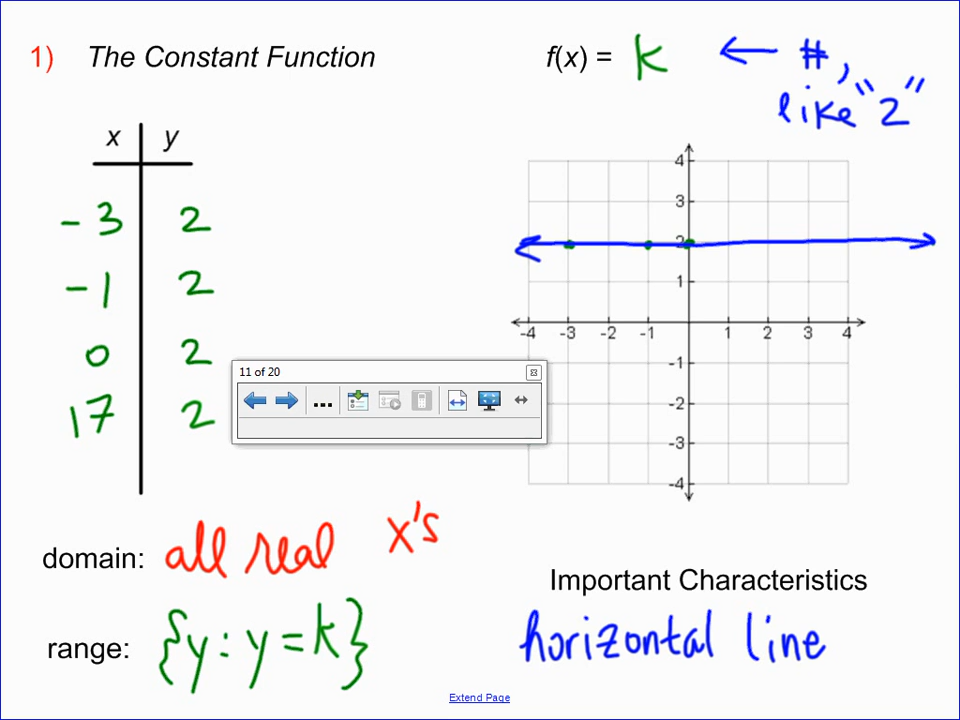 1) The Constant Function f(x) = k ← #,
like "2"
x y
-3 2
-1 2
0 2
17 2
4
3
2
1
-4 -3 -2 -1 1 2 3 4
-1
-2
-3
-4
11 of 20
...
domain: all real x's
Important Characteristics
range: {y : y = k}
horizontal line
Extend Page